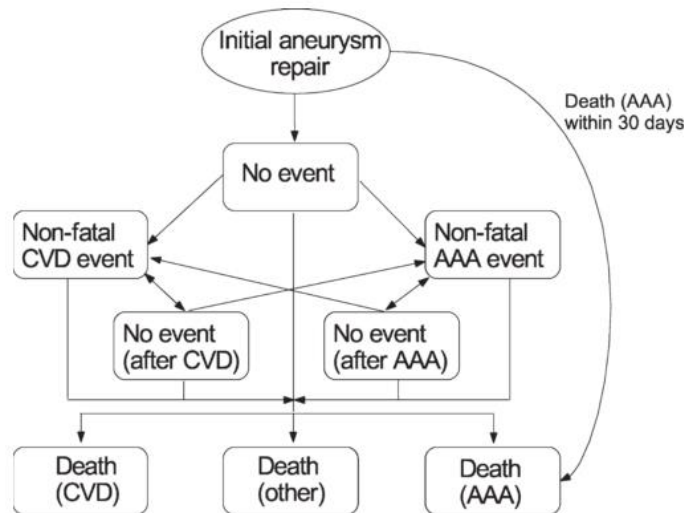 Initial aneurysm
repair
Death (AAA)
within 30 days
No event
Non-fatal
CVD event
Non-fatal
AAA event
No event
(after CVD)
No event
(after AAA)
Death
(CVD)
Death
(other)
Death
(AAA)